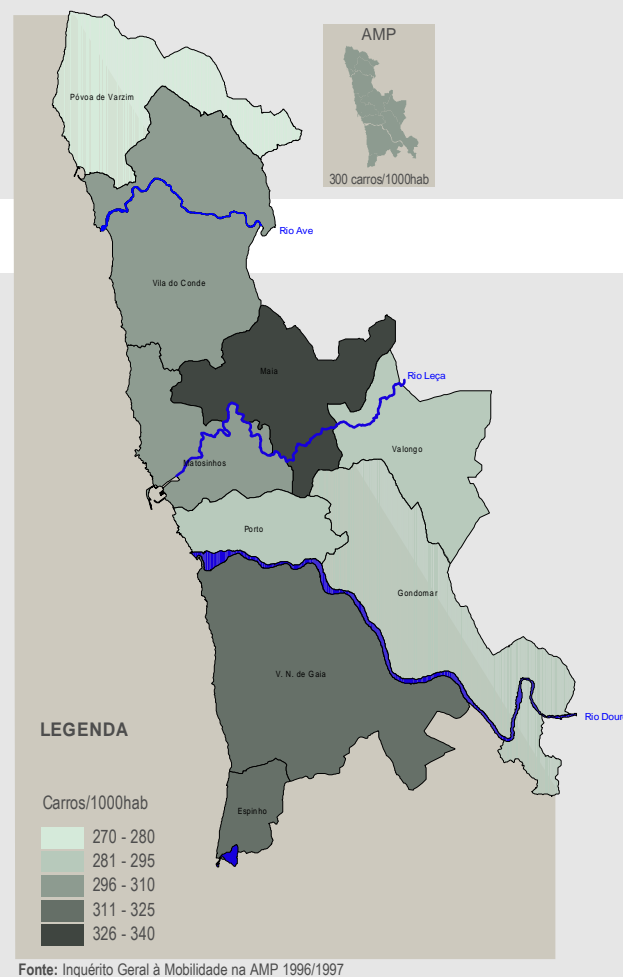 AMP
300 carros/1000hab
Póvoa de Varzim
Rio Ave
Vila do Conde
Maia
Rio Leça
Valongo
Matosinhos
Porto
Gondomar
V. N. de Gaia
Rio Dour
LEGENDA
Espinho
Carros/1000hab
270 - 280
281 - 295
296 - 310
311 - 325
326 - 340
Fonte: Inquérito Geral à Mobilidade na AMP 1996/1997